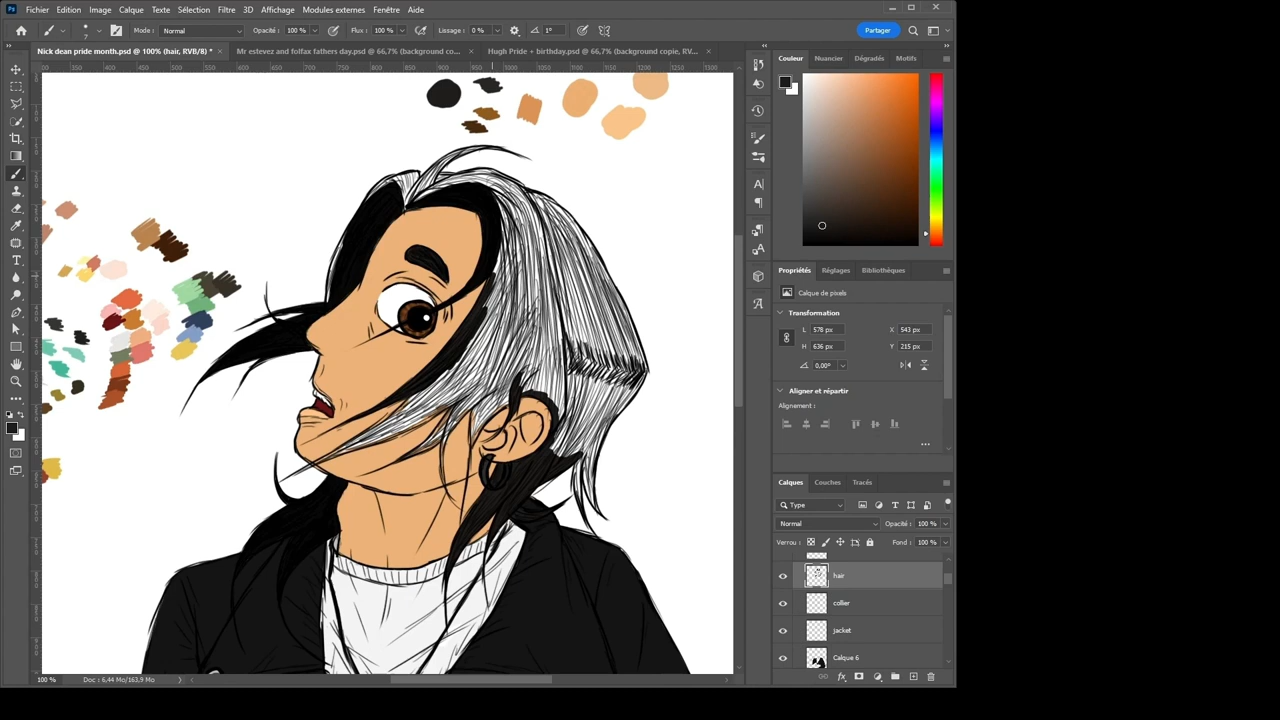 Fichier Edition Image Calque Texte Sélection Filtre 3D Affichage Modules externes Fenêtre Aide
Mode : Normal Opacité : 100 % Flux : 100 % Lissage : 0 % 1° Partager
Nick dean pride month.psd @ 100% (hair, RVB/8) * × Mr estevez and folfax fathers day.psd @ 66,7% (background co... × Hugh Pride + birthday.psd @ 66,7% (background copie, RV... ×
Couleur Nuancier Dégradés Motifs
Propriétés Réglages Bibliothèques
Calque de pixels
Transformation
L 578 px X 543 px
H 636 px Y 215 px
0,00°
Aligner et répartir
Alignement :
Calques Couches Tracés
Type
Normal Opacité : 100 %
Verrou : Fond : 100 %
hair
collier
jacket
Calque 6
100 % Doc : 6,44 Mo/163,9 Mo